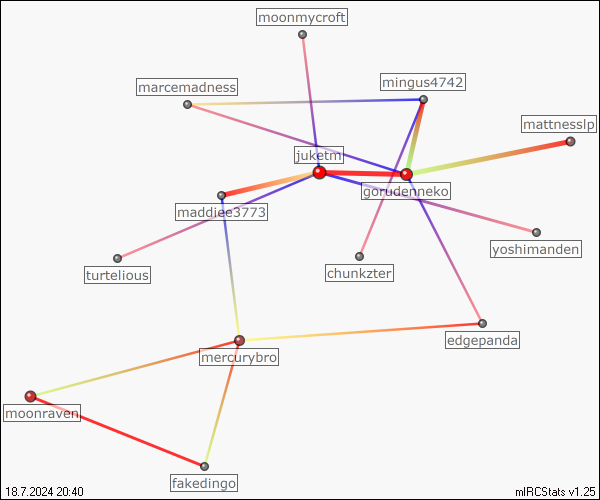 moonmycroft
marcemadness
mingus4742
mattnesslp
juketm
gorudenneko
maddiee3773
yoshimanden
turtelious
chunkzter
edgepanda
mercurybro
moonraven
fakedingo
18.7.2024 20:40
mIRCStats v1.25